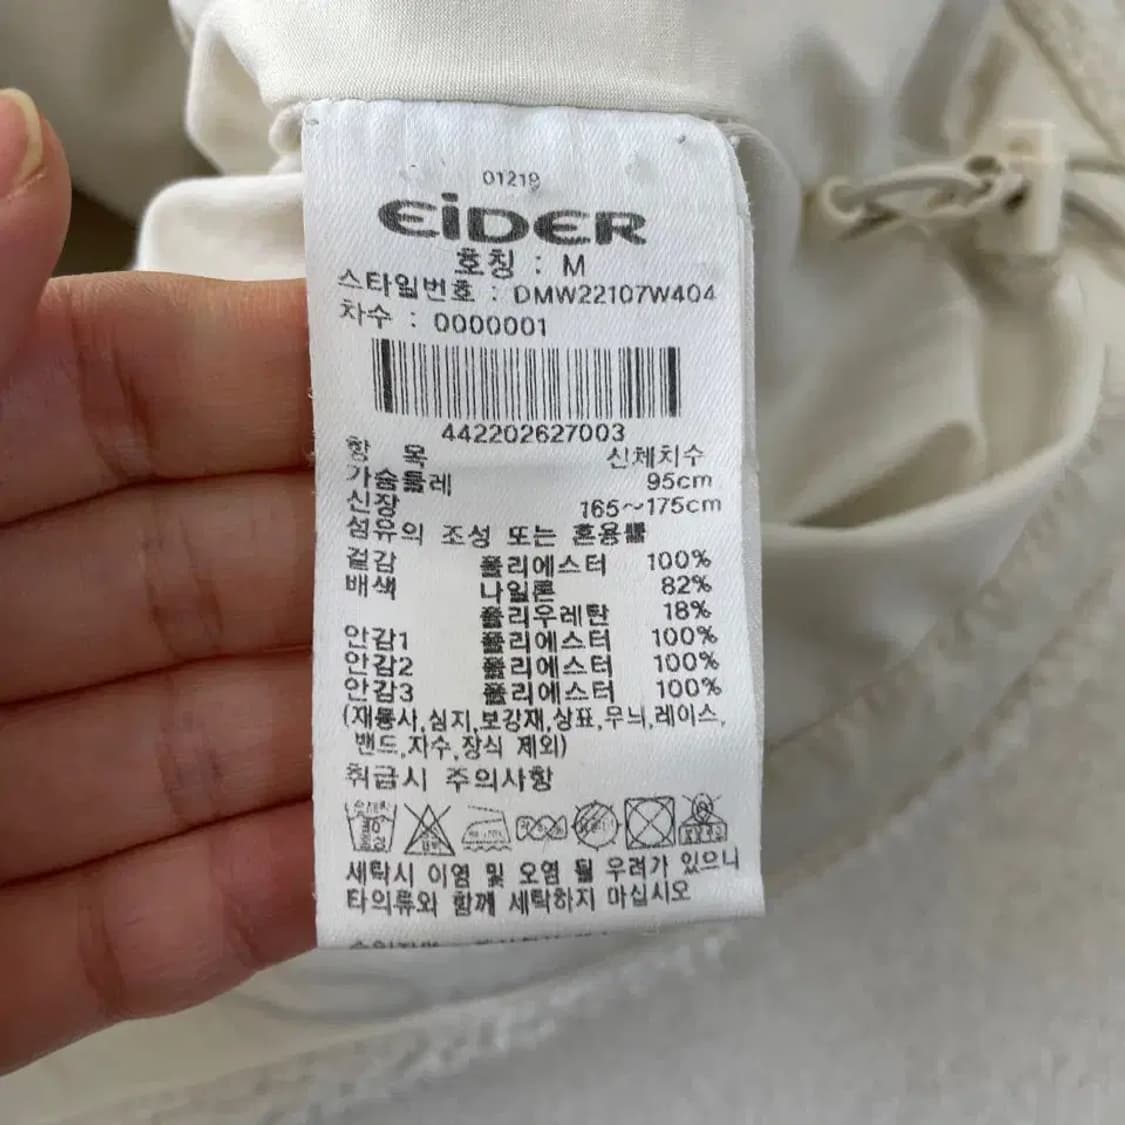 01219
EiDER
호칭 : M
스타일번호 : DMW22107W404
차수 : 0000001
442202627003
항 목 신체치수
가슴둘레 95cm
신장 165~175cm
섬유의 조성 또는 혼용률
겉감 폴리에스터 100%
배색 나일론 82%
폴리우레탄 18%
안감1 폴리에스터 100%
안감2 폴리에스터 100%
안감3 폴리에스터 100%
(재봉사,심지,보강재,상표,무늬,레이스,
밴드,자수,장식 제외)
취급시 주의사항
세탁시 이염 및 오염 될 우려가 있으니
타의류와 함께 세탁하지 마십시오